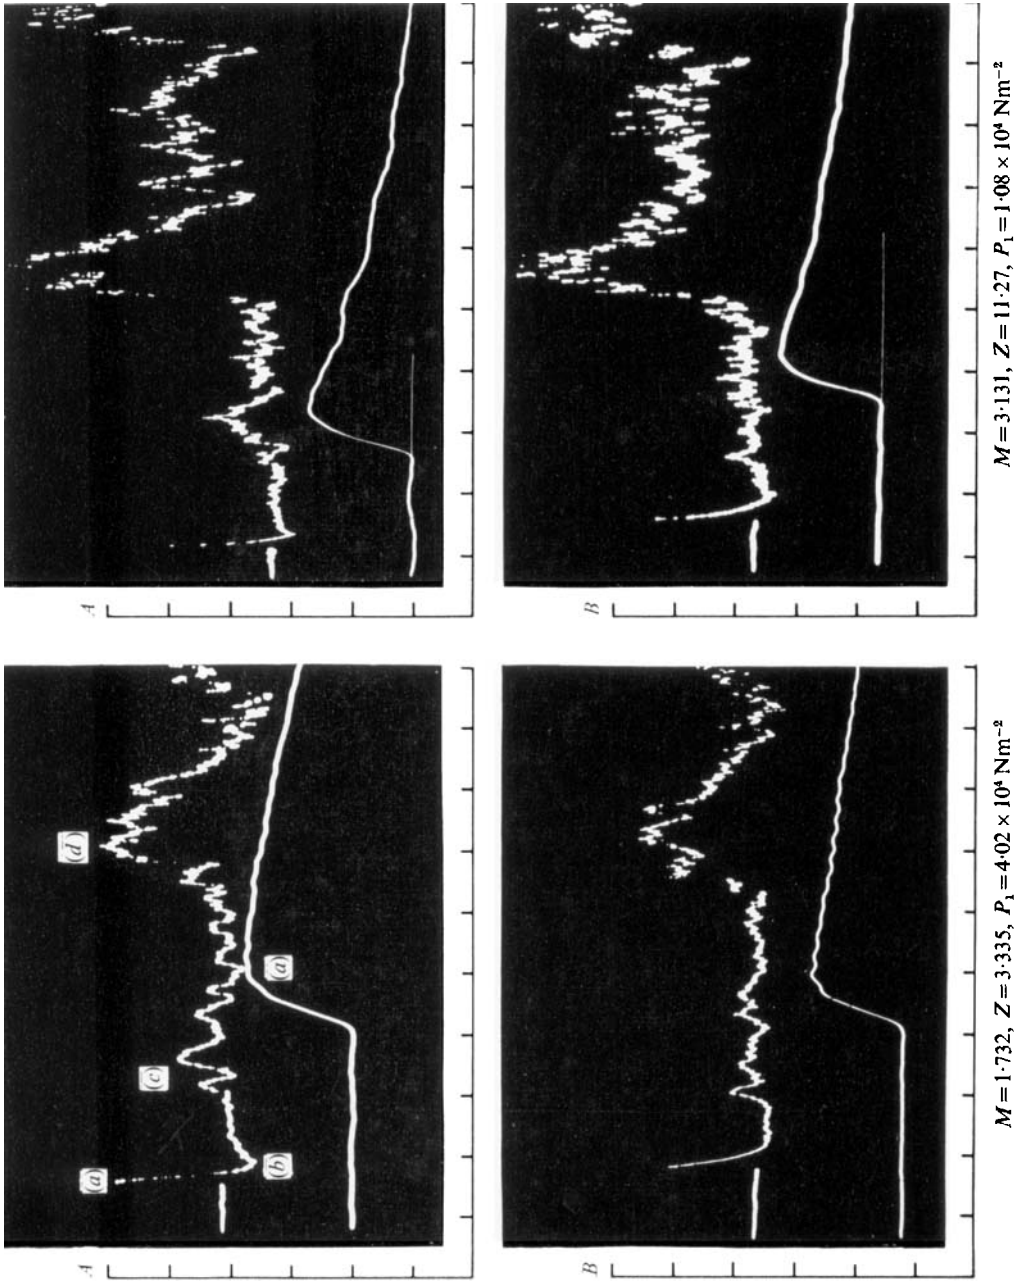 A
B
A
(a)
(b)
(c)
(a)
(d)
B
M = 3·131, Z = 11·27, P₁ = 1·08 × 10⁴ Nm⁻²
M = 1·732, Z = 3·335, P₁ = 4·02 × 10⁴ Nm⁻²